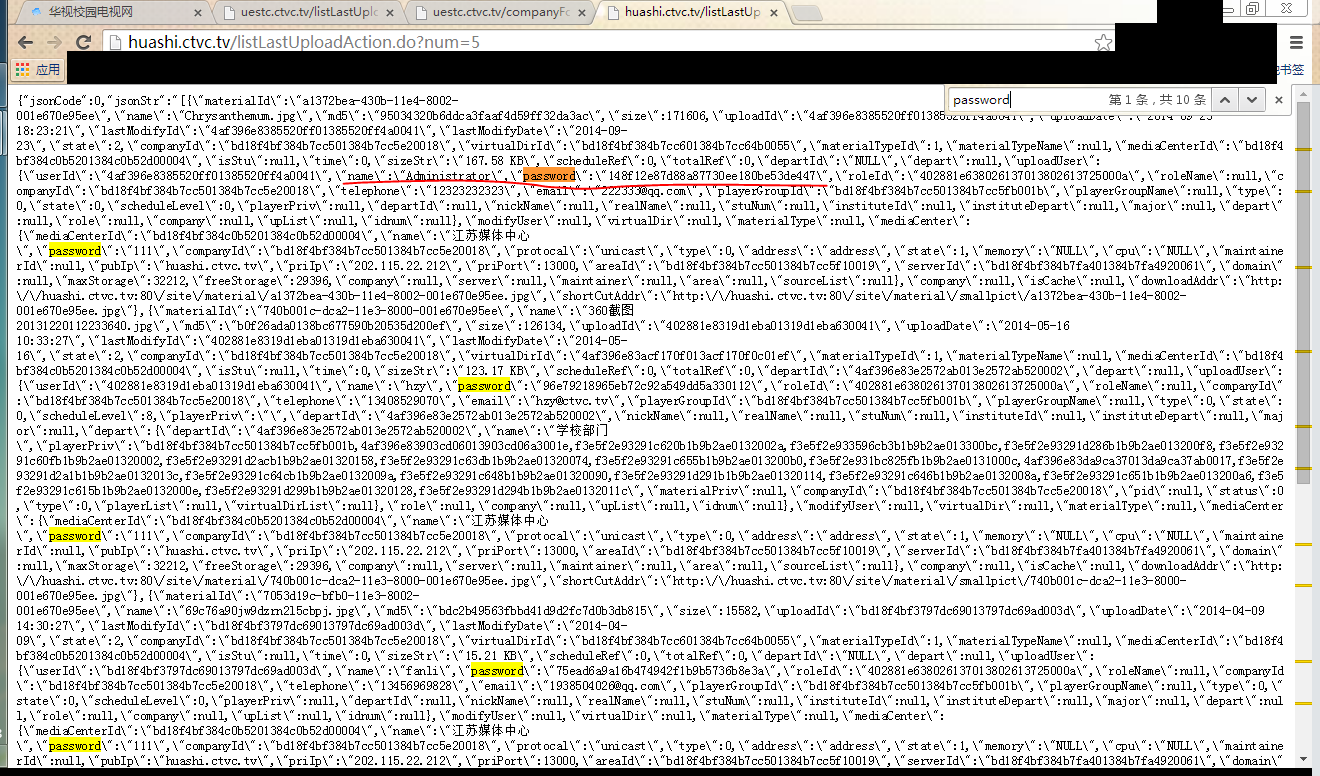 华视校园电视网
uestc.ctvc.tv/listLastUplo
uestc.ctvc.tv/companyFo
huashi.ctvc.tv/listLastUp
huashi.ctvc.tv/listLastUploadAction.do?num=5
应用
书签
password
第 1 条，共 10 条
{"jsonCode":0,"jsonStr":"[{\"materialId\":\"a1372bea-430b-11e4-8002-
001e670e95ee\",\"name\":\"Chrysanthemum.jpg\",\"md5\":\"95034320b6ddca3faaf4d59ff32da3ac\",\"size\":171606,\"uploadId\":\"4af396e8385520ff01385520ff4a0041\",\"uploadDate\":\"2014-09-23
18:23:21\",\"lastModifyId\":\"4af396e8385520ff01385520ff4a0041\",\"lastModifyDate\":\"2014-09-
23\",\"state\":2,\"companyId\":\"bd18f4bf384b7cc501384b7cc5e20018\",\"virtualDirId\":\"bd18f4bf384b7cc601384b7cc64b0055\",\"materialTypeId\":1,\"materialTypeName\":null,\"mediaCenterId\":\"bd18f4
bf384c0b5201384c0b52d00004\",\"isStu\":null,\"time\":0,\"sizeStr\":\"167.58 KB\",\"scheduleRef\":0,\"totalRef\":0,\"departId\":\"NULL\",\"depart\":null,\"uploadUser\":
{\"userId\":\"4af396e8385520ff01385520ff4a0041\",\"name\":\"Administrator\",\"password\":\"148f12e87d88a87730ee180be53de447\",\"roleId\":\"402881e638026137013802613725000a\",\"roleName\":null,\"c
ompanyId\":\"bd18f4bf384b7cc501384b7cc5e20018\",\"telephone\":\"12323232323\",\"email\":\"222333@qq.com\",\"playerGroupId\":\"bd18f4bf384b7cc501384b7cc5fb001b\",\"playerGroupName\":null,\"type\":
0,\"state\":0,\"scheduleLevel\":0,\"playerPriv\":null,\"departId\":null,\"nickName\":null,\"realName\":null,\"stuNum\":null,\"instituteId\":null,\"instituteDepart\":null,\"major\":null,\"depart\"
:null,\"role\":null,\"company\":null,\"upList\":null,\"idnum\":null},\"modifyUser\":null,\"virtualDir\":null,\"materialType\":null,\"mediaCenter\":
{\"mediaCenterId\":\"bd18f4bf384c0b5201384c0b52d00004\",\"name\":\"江苏媒体中心
\",\"password\":\"111\",\"companyId\":\"bd18f4bf384b7cc501384b7cc5e20018\",\"protocal\":\"unicast\",\"type\":0,\"address\":\"address\",\"state\":1,\"memory\":\"NULL\",\"cpu\":\"NULL\",\"maintaine
rId\":null,\"pubIp\":\"huashi.ctvc.tv\",\"priIp\":\"202.115.22.212\",\"priPort\":13000,\"areaId\":\"bd18f4bf384b7cc501384b7cc5f10019\",\"serverId\":\"bd18f4bf384b7fa401384b7fa4920061\",\"domain\"
:null,\"maxStorage\":32212,\"freeStorage\":29396,\"company\":null,\"server\":null,\"maintainer\":null,\"area\":null,\"sourceList\":null},\"company\":null,\"isCache\":null,\"downloadAddr\":\"http:
\/\/huashi.ctvc.tv:80\/site\/material\/a1372bea-430b-11e4-8002-001e670e95ee.jpg\",\"shortCutAddr\":\"http:\/\/huashi.ctvc.tv:80\/site\/material\/smallpict\/a1372bea-430b-11e4-8002-
001e670e95ee.jpg\"},{\"materialId\":\"740b001c-dca2-11e3-8000-001e670e95ee\",\"name\":\"360截图
20131220112233640.jpg\",\"md5\":\"b0f26ada0138bc677590b20535d200ef\",\"size\":126134,\"uploadId\":\"402881e8319d1eba01319d1eba630041\",\"uploadDate\":\"2014-05-16
10:33:27\",\"lastModifyId\":\"402881e8319d1eba01319d1eba630041\",\"lastModifyDate\":\"2014-05-
16\",\"state\":2,\"companyId\":\"bd18f4bf384b7cc501384b7cc5e20018\",\"virtualDirId\":\"4af396e83acf170f013acf170f0c01ef\",\"materialTypeId\":1,\"materialTypeName\":null,\"mediaCenterId\":\"bd18f4
bf384c0b5201384c0b52d00004\",\"isStu\":null,\"time\":0,\"sizeStr\":\"123.17 KB\",\"scheduleRef\":0,\"totalRef\":0,\"departId\":\"4af396e83e2572ab013e2572ab520002\",\"depart\":null,\"uploadUser\":
{\"userId\":\"402881e8319d1eba01319d1eba630041\",\"name\":\"hzy\",\"password\":\"96e79218965eb72c92a549dd5a330112\",\"roleId\":\"402881e638026137013802613725000a\",\"roleName\":null,\"companyId\"
:\"bd18f4bf384b7cc501384b7cc5e20018\",\"telephone\":\"13408529070\",\"email\":\"hzy@ctvc.tv\",\"playerGroupId\":\"bd18f4bf384b7cc501384b7cc5fb001b\",\"playerGroupName\":null,\"type\":0,\"state\":
0,\"scheduleLevel\":8,\"playerPriv\":\"\",\"departId\":\"4af396e83e2572ab013e2572ab520002\",\"nickName\":null,\"realName\":null,\"stuNum\":null,\"instituteId\":null,\"instituteDepart\":null,\"maj
or\":null,\"depart\":{\"departId\":\"4af396e83e2572ab013e2572ab520002\",\"name\":\"学校部门
\",\"playerPriv\":\"bd18f4bf384b7cc501384b7cc5fb001b,4af396e83903cd06013903cd06a3001e,f3e5f2e93291c620b1b9b2ae0132002a,f3e5f2e933596cb3b1b9b2ae013300bc,f3e5f2e93291d286b1b9b2ae013200f8,f3e5f2e93
291c60fb1b9b2ae01320002,f3e5f2e93291d2acb1b9b2ae01320158,f3e5f2e93291c63db1b9b2ae01320074,f3e5f2e93291c655b1b9b2ae013200b0,f3e5f2e931bc825fb1b9b2ae0131000c,4af396e83da9ca37013da9ca37ab0017,f3e5f2e
93291d2a1b1b9b2ae0132013c,f3e5f2e93291c64cb1b9b2ae0132009a,f3e5f2e93291c648b1b9b2ae01320090,f3e5f2e93291d291b1b9b2ae01320114,f3e5f2e93291c646b1b9b2ae0132008a,f3e5f2e93291c651b1b9b2ae013200a6,f3e5f
2e93291c615b1b9b2ae0132000e,f3e5f2e93291d299b1b9b2ae01320128,f3e5f2e93291d294b1b9b2ae0132011c\",\"materialPriv\":null,\"companyId\":\"bd18f4bf384b7cc501384b7cc5e20018\",\"pid\":null,\"status\":0
,\"type\":0,\"playerList\":null,\"virtualDirList\":null},\"role\":null,\"company\":null,\"upList\":null,\"idnum\":null},\"modifyUser\":null,\"virtualDir\":null,\"materialType\":null,\"mediaCenter
\":{\"mediaCenterId\":\"bd18f4bf384c0b5201384c0b52d00004\",\"name\":\"江苏媒体中心
\",\"password\":\"111\",\"companyId\":\"bd18f4bf384b7cc501384b7cc5e20018\",\"protocal\":\"unicast\",\"type\":0,\"address\":\"address\",\"state\":1,\"memory\":\"NULL\",\"cpu\":\"NULL\",\"maintaine
rId\":null,\"pubIp\":\"huashi.ctvc.tv\",\"priIp\":\"202.115.22.212\",\"priPort\":13000,\"areaId\":\"bd18f4bf384b7cc501384b7cc5f10019\",\"serverId\":\"bd18f4bf384b7fa401384b7fa4920061\",\"domain\"
:null,\"maxStorage\":32212,\"freeStorage\":29396,\"company\":null,\"server\":null,\"maintainer\":null,\"area\":null,\"sourceList\":null},\"company\":null,\"isCache\":null,\"downloadAddr\":\"http:
\/\/huashi.ctvc.tv:80\/site\/material\/740b001c-dca2-11e3-8000-001e670e95ee.jpg\",\"shortCutAddr\":\"http:\/\/huashi.ctvc.tv:80\/site\/material\/smallpict\/740b001c-dca2-11e3-8000-
001e670e95ee.jpg\"},{\"materialId\":\"7053d19c-bfb0-11e3-8002-
001e670e95ee\",\"name\":\"69c76a90jw9dzrn2l5cbpj.jpg\",\"md5\":\"bdc2b49563fbbd41d9d2fc7d0b3db815\",\"size\":15582,\"uploadId\":\"bd18f4bf3797dc69013797dc69ad003d\",\"uploadDate\":\"2014-04-09
14:30:27\",\"lastModifyId\":\"bd18f4bf3797dc69013797dc69ad003d\",\"lastModifyDate\":\"2014-04-
09\",\"state\":2,\"companyId\":\"bd18f4bf384b7cc501384b7cc5e20018\",\"virtualDirId\":\"bd18f4bf384b7cc601384b7cc64b0055\",\"materialTypeId\":1,\"materialTypeName\":null,\"mediaCenterId\":\"bd18f4
bf384c0b5201384c0b52d00004\",\"isStu\":null,\"time\":0,\"sizeStr\":\"15.21 KB\",\"scheduleRef\":0,\"totalRef\":0,\"departId\":\"NULL\",\"depart\":null,\"uploadUser\":
{\"userId\":\"bd18f4bf3797dc69013797dc69ad003d\",\"name\":\"fanli\",\"password\":\"75ead6a9a16b474942f1b9b5736b8e3a\",\"roleId\":\"402881e638026137013802613725000a\",\"roleName\":null,\"companyId
\":\"bd18f4bf384b7cc501384b7cc5e20018\",\"telephone\":\"13456969828\",\"email\":\"1938504026@qq.com\",\"playerGroupId\":\"bd18f4bf384b7cc501384b7cc5fb001b\",\"playerGroupName\":null,\"type\":0,\"
state\":0,\"scheduleLevel\":0,\"playerPriv\":null,\"departId\":null,\"nickName\":null,\"realName\":null,\"stuNum\":null,\"instituteId\":null,\"instituteDepart\":null,\"major\":null,\"depart\":nul
l,\"role\":null,\"company\":null,\"upList\":null,\"idnum\":null},\"modifyUser\":null,\"virtualDir\":null,\"materialType\":null,\"mediaCenter\":
{\"mediaCenterId\":\"bd18f4bf384c0b5201384c0b52d00004\",\"name\":\"江苏媒体中心
\",\"password\":\"111\",\"companyId\":\"bd18f4bf384b7cc501384b7cc5e20018\",\"protocal\":\"unicast\",\"type\":0,\"address\":\"address\",\"state\":1,\"memory\":\"NULL\",\"cpu\":\"NULL\",\"maintaine
rId\":null,\"pubIp\":\"huashi.ctvc.tv\",\"priIp\":\"202.115.22.212\",\"priPort\":13000,\"areaId\":\"bd18f4bf384b7cc501384b7cc5f10019\",\"serverId\":\"bd18f4bf384b7fa401384b7fa4920061\",\"domain\"